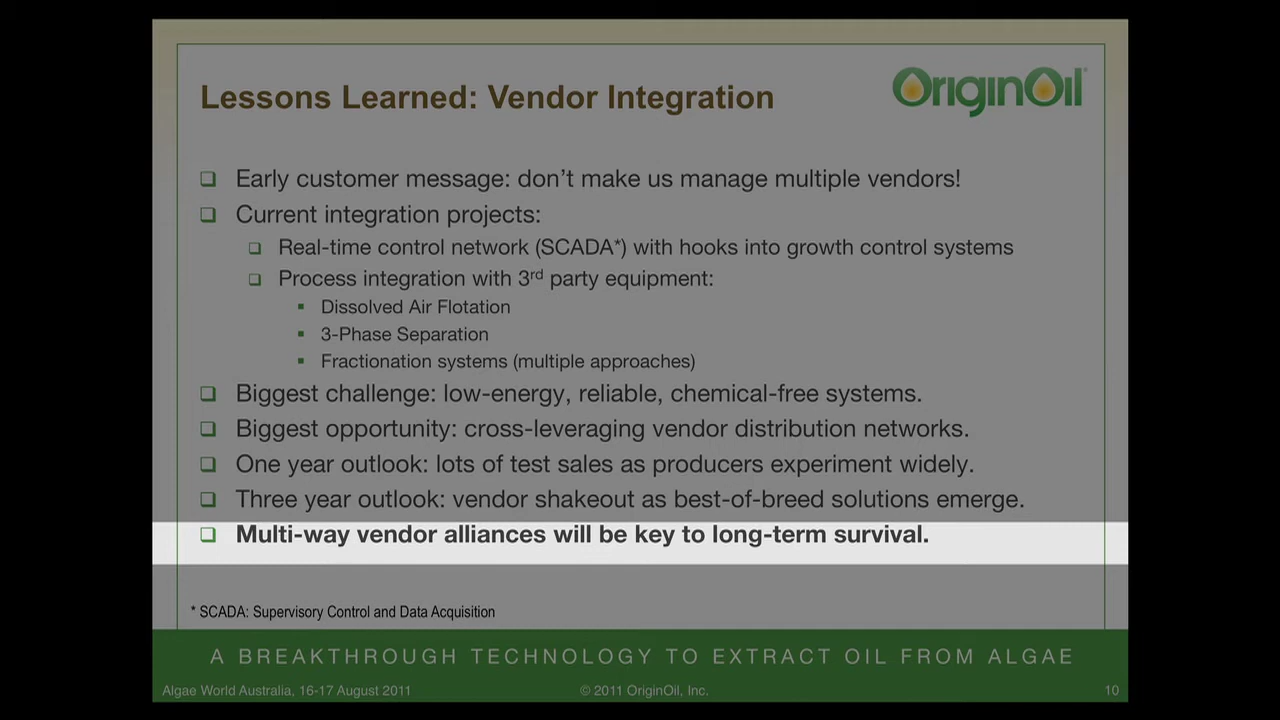 Lessons Learned: Vendor Integration
OriginOil
Early customer message: don't make us manage multiple vendors!
Current integration projects:
Real-time control network (SCADA*) with hooks into growth control systems
Process integration with 3rd party equipment:
Dissolved Air Flotation
3-Phase Separation
Fractionation systems (multiple approaches)
Biggest challenge: low-energy, reliable, chemical-free systems.
Biggest opportunity: cross-leveraging vendor distribution networks.
One year outlook: lots of test sales as producers experiment widely.
Three year outlook: vendor shakeout as best-of-breed solutions emerge.
Multi-way vendor alliances will be key to long-term survival.
* SCADA: Supervisory Control and Data Acquisition
A BREAKTHROUGH TECHNOLOGY TO EXTRACT OIL FROM ALGAE
Algae World Australia, 16-17 August 2011 © 2011 OriginOil, Inc. 10